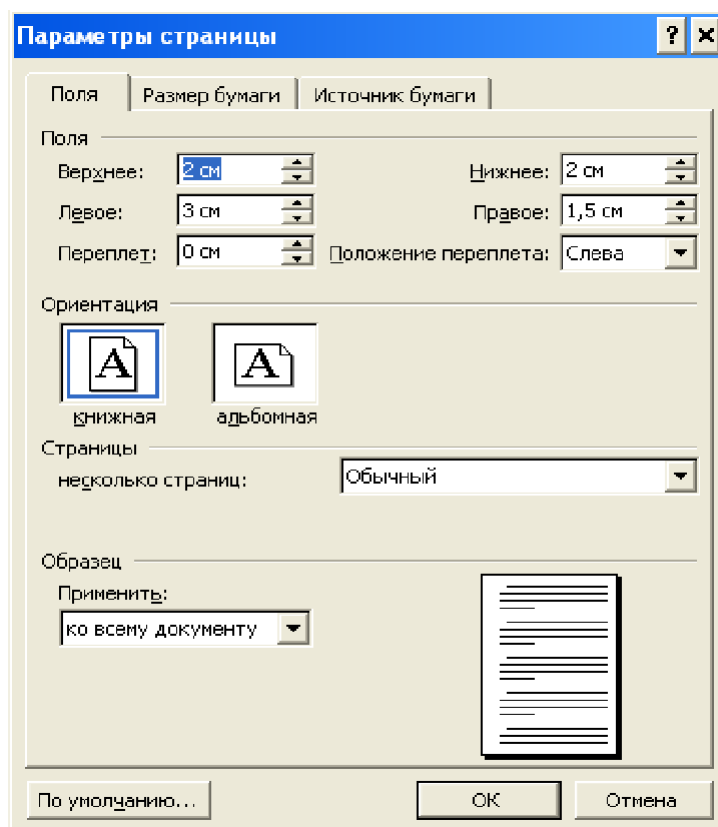 Параметры страницы
Поля Размер бумаги Источник бумаги
Поля
Верхнее: 2 см Нижнее: 2 см
Левое: 3 см Правое: 1,5 см
Переплет: 0 см Положение переплета: Слева
Ориентация
A A
книжная альбомная
Страницы
несколько страниц: Обычный
Образец
Применить:
ко всему документу
По умолчанию... ОК Отмена